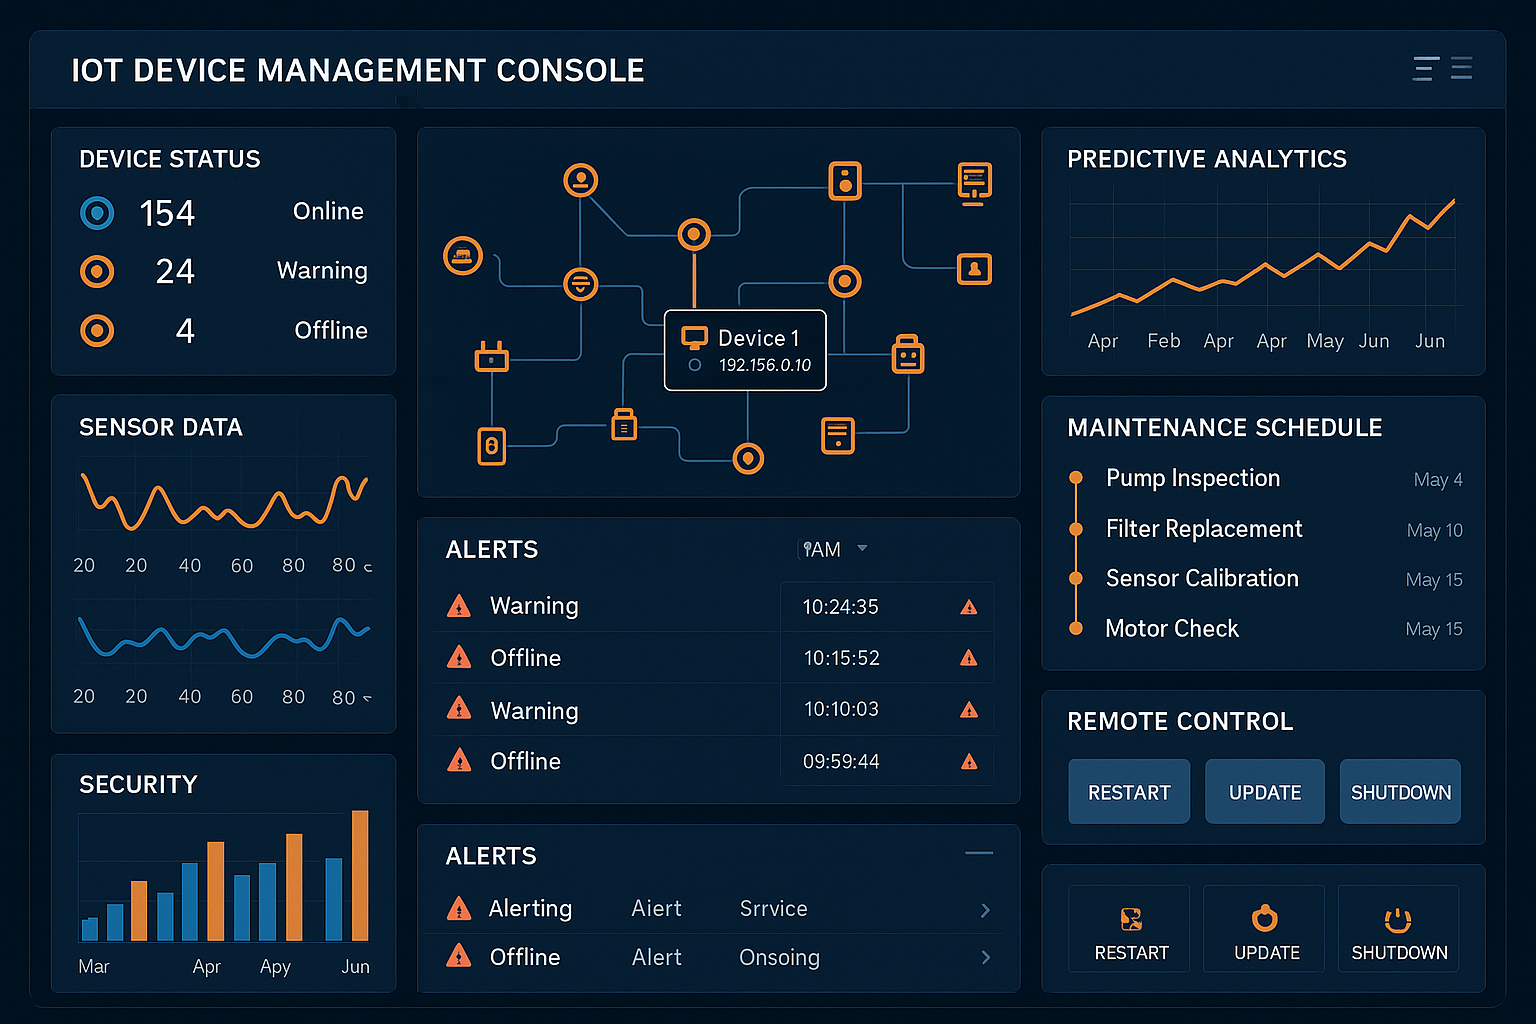 IOT DEVICE MANAGEMENT CONSOLE
DEVICE STATUS
154 Online
24 Warning
4 Offline
SENSOR DATA
20 20 40 60 80 80
20 20 40 60 80 80
SECURITY
Mar Apr Apy Jun
Device 1
192.156.0.10
ALERTS AM
Warning 10:24:35
Offline 10:15:52
Warning 10:10:03
Offline 09:59:44
ALERTS
Alerting Aiert Srrvice
Offline Alert Onsoing
PREDICTIVE ANALYTICS
Apr Feb Apr Apr May Jun Jun
MAINTENANCE SCHEDULE
Pump Inspection May 4
Filter Replacement May 10
Sensor Calibration May 15
Motor Check May 15
REMOTE CONTROL
RESTART UPDATE SHUTDOWN
RESTART UPDATE SHUTDOWN